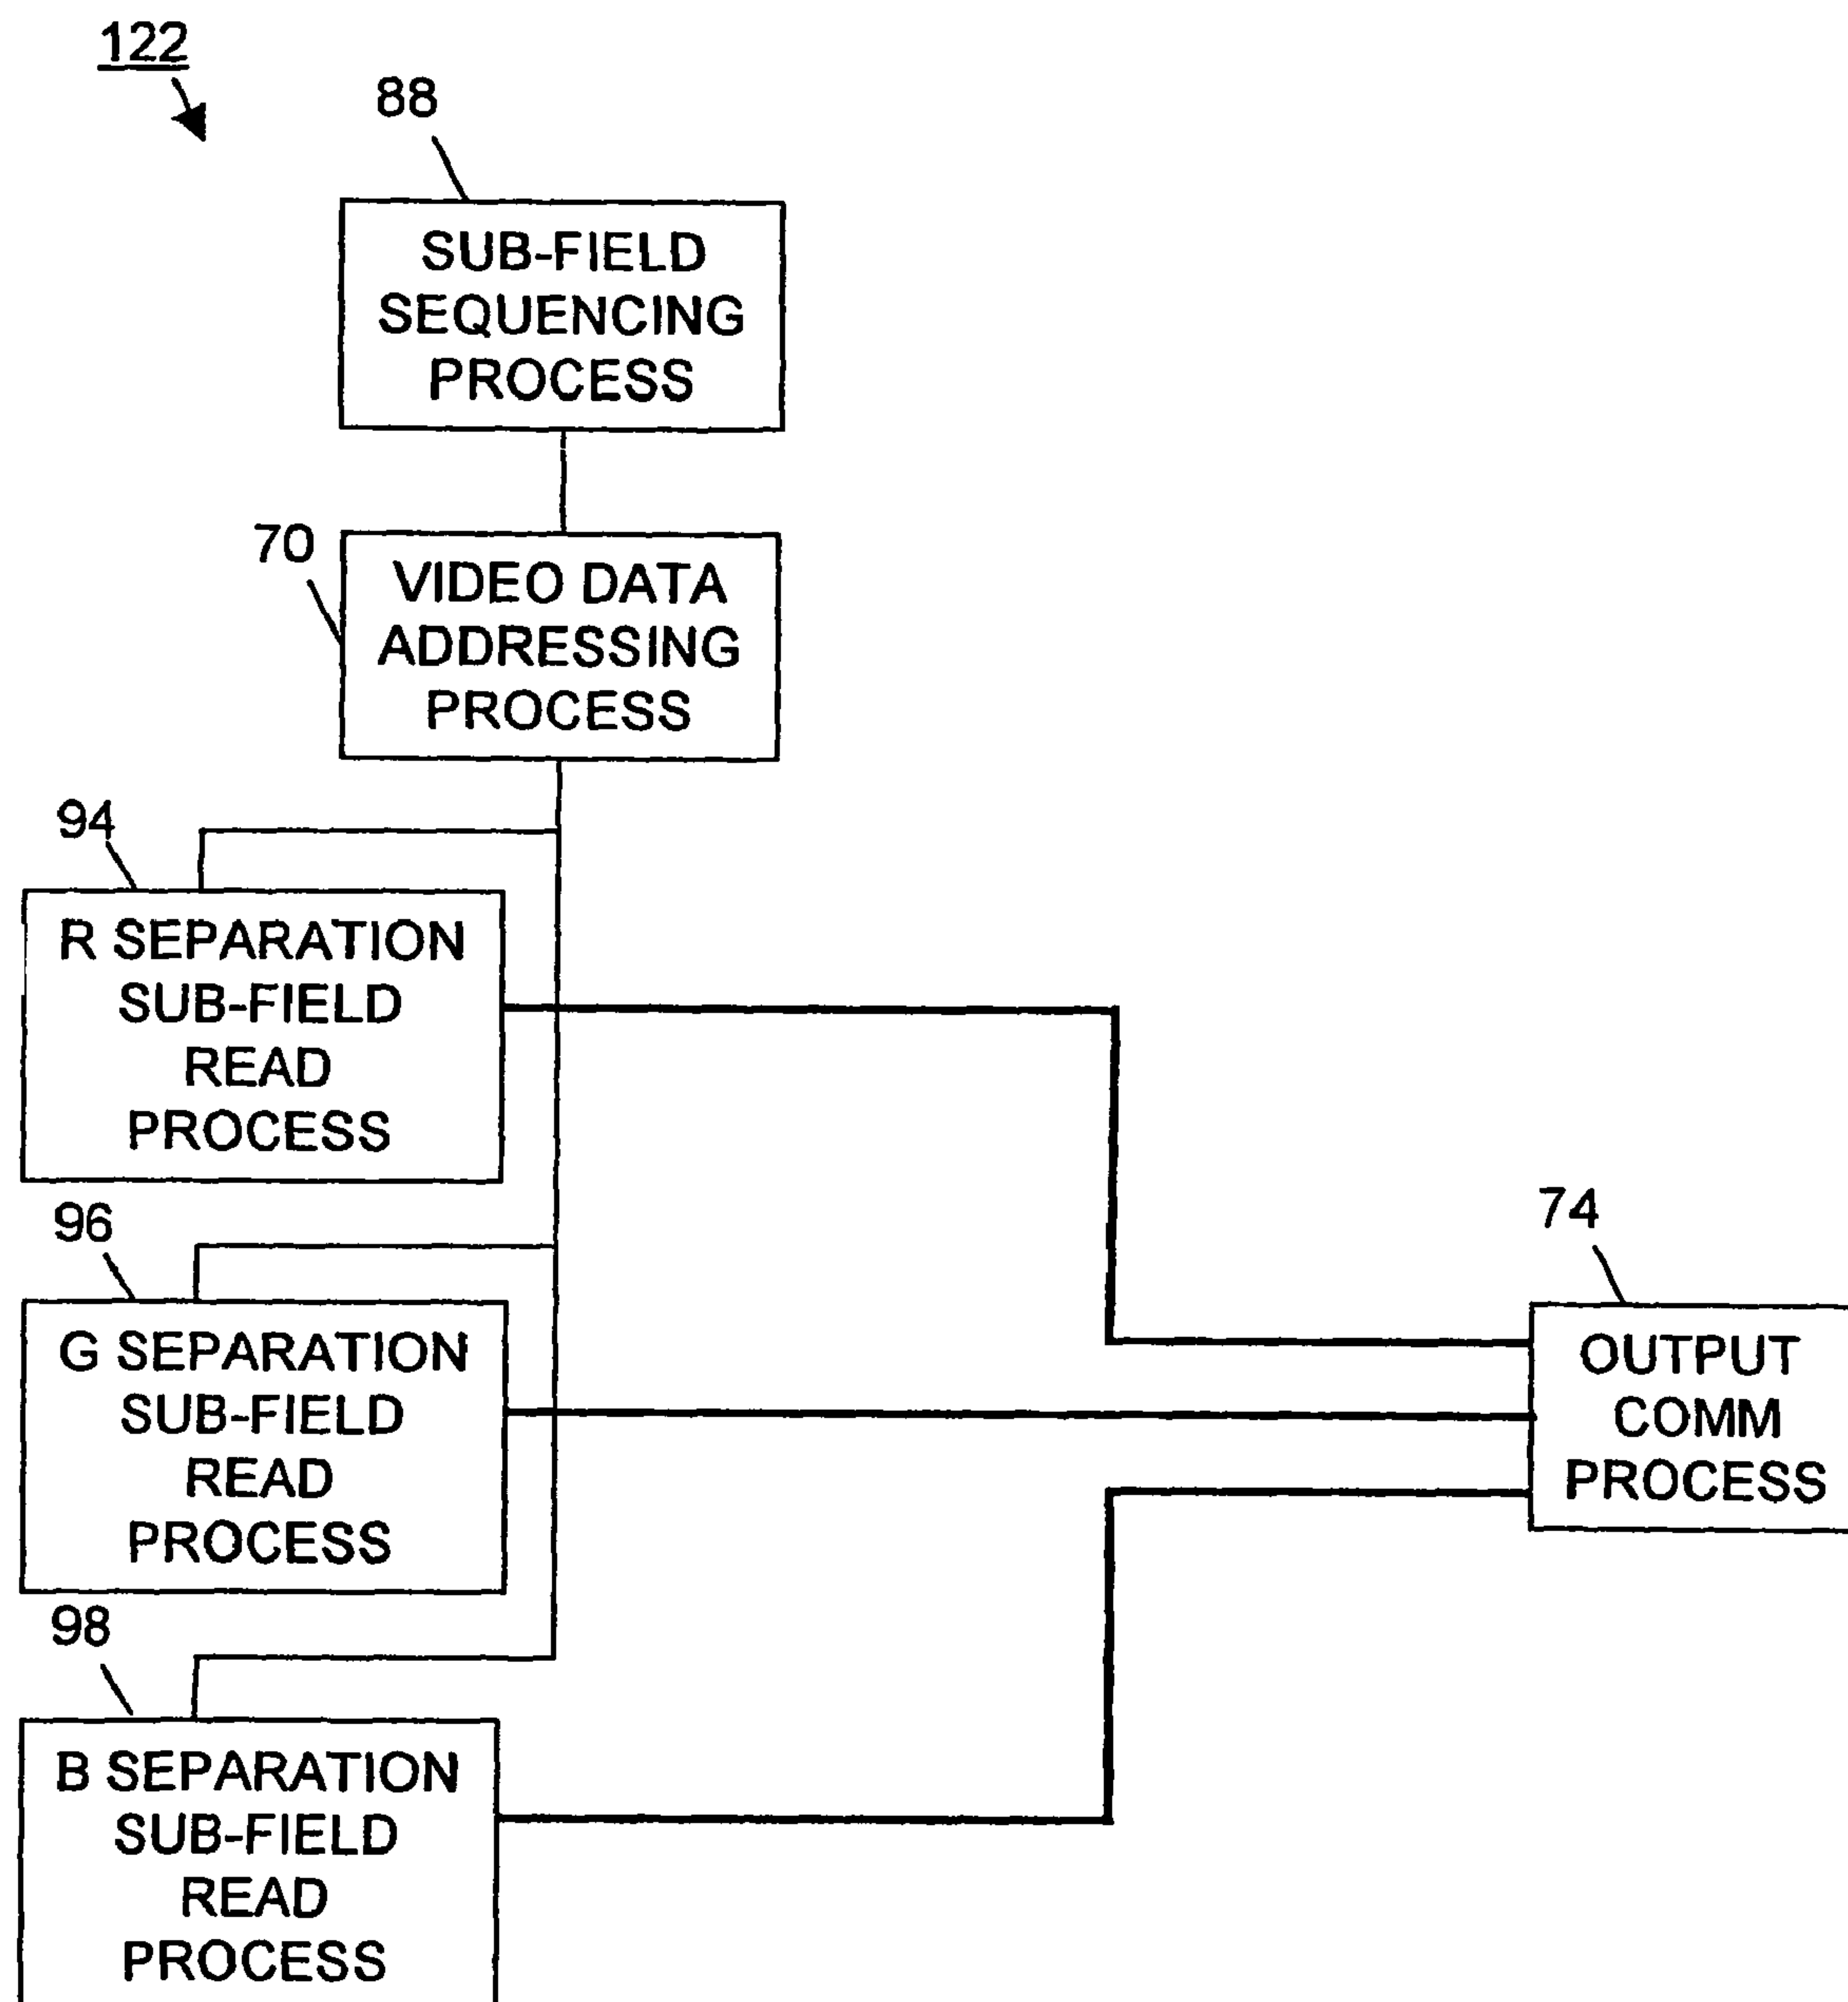 122
88
SUB-FIELD
SEQUENCING
PROCESS
70
VIDEO DATA
ADDRESSING
PROCESS
94
R SEPARATION
SUB-FIELD
READ
PROCESS
96
G SEPARATION
SUB-FIELD
READ
PROCESS
74
OUTPUT
COMM
PROCESS
98
B SEPARATION
SUB-FIELD
READ
PROCESS